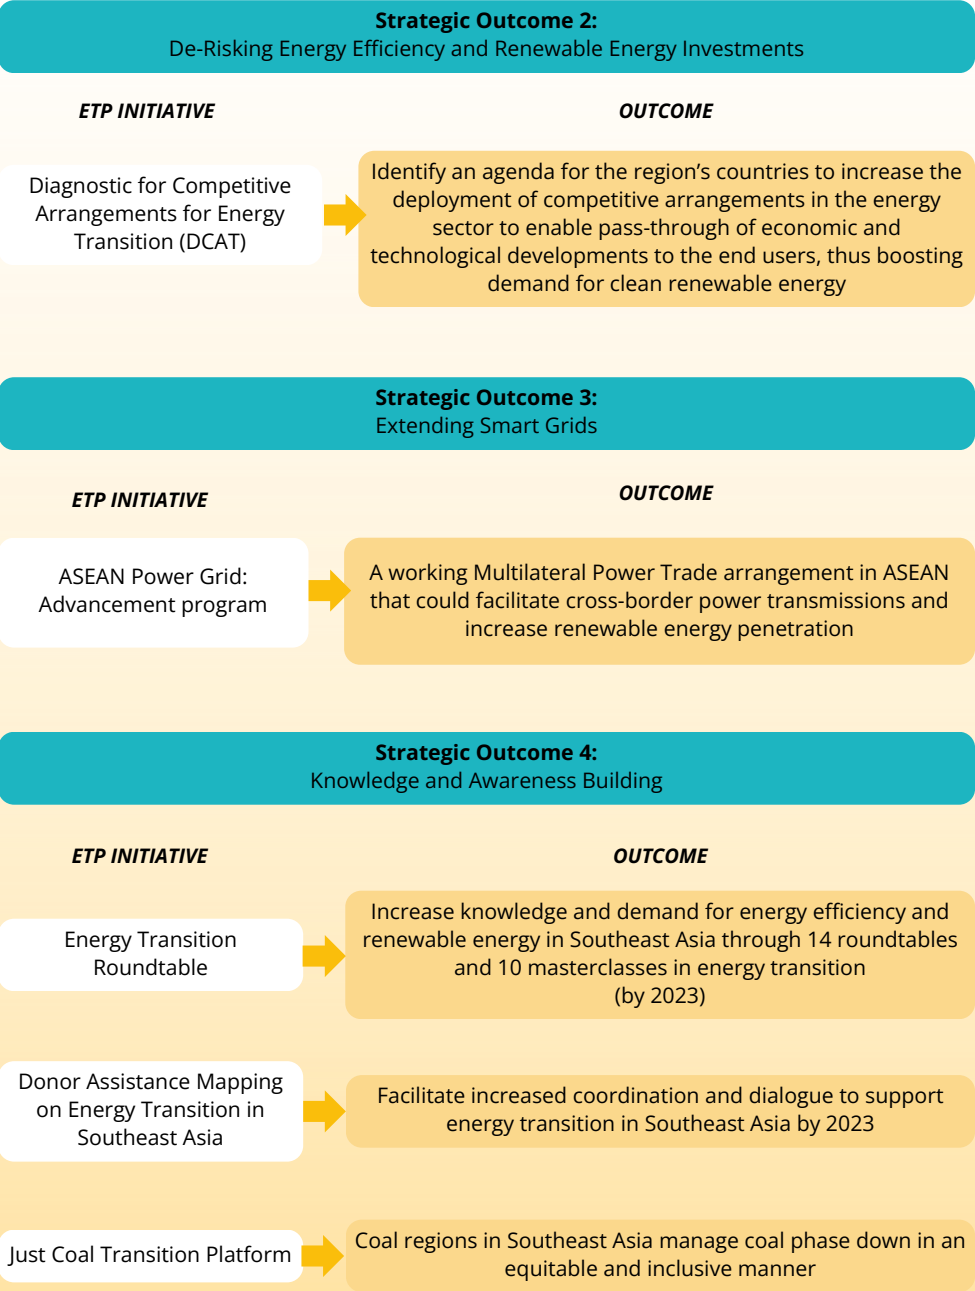 Strategic Outcome 2:
De-Risking Energy Efficiency and Renewable Energy Investments
ETP INITIATIVE
OUTCOME
Diagnostic for Competitive
Arrangements for Energy
Transition (DCAT)
Identify an agenda for the region's countries to increase the
deployment of competitive arrangements in the energy
sector to enable pass-through of economic and
technological developments to the end users, thus boosting
demand for clean renewable energy
Strategic Outcome 3:
Extending Smart Grids
ETP INITIATIVE
OUTCOME
ASEAN Power Grid:
Advancement program
A working Multilateral Power Trade arrangement in ASEAN
that could facilitate cross-border power transmissions and
increase renewable energy penetration
Strategic Outcome 4:
Knowledge and Awareness Building
ETP INITIATIVE
OUTCOME
Energy Transition
Roundtable
Increase knowledge and demand for energy efficiency and
renewable energy in Southeast Asia through 14 roundtables
and 10 masterclasses in energy transition
(by 2023)
Donor Assistance Mapping
on Energy Transition in
Southeast Asia
Facilitate increased coordination and dialogue to support
energy transition in Southeast Asia by 2023
Just Coal Transition Platform
Coal regions in Southeast Asia manage coal phase down in an
equitable and inclusive manner